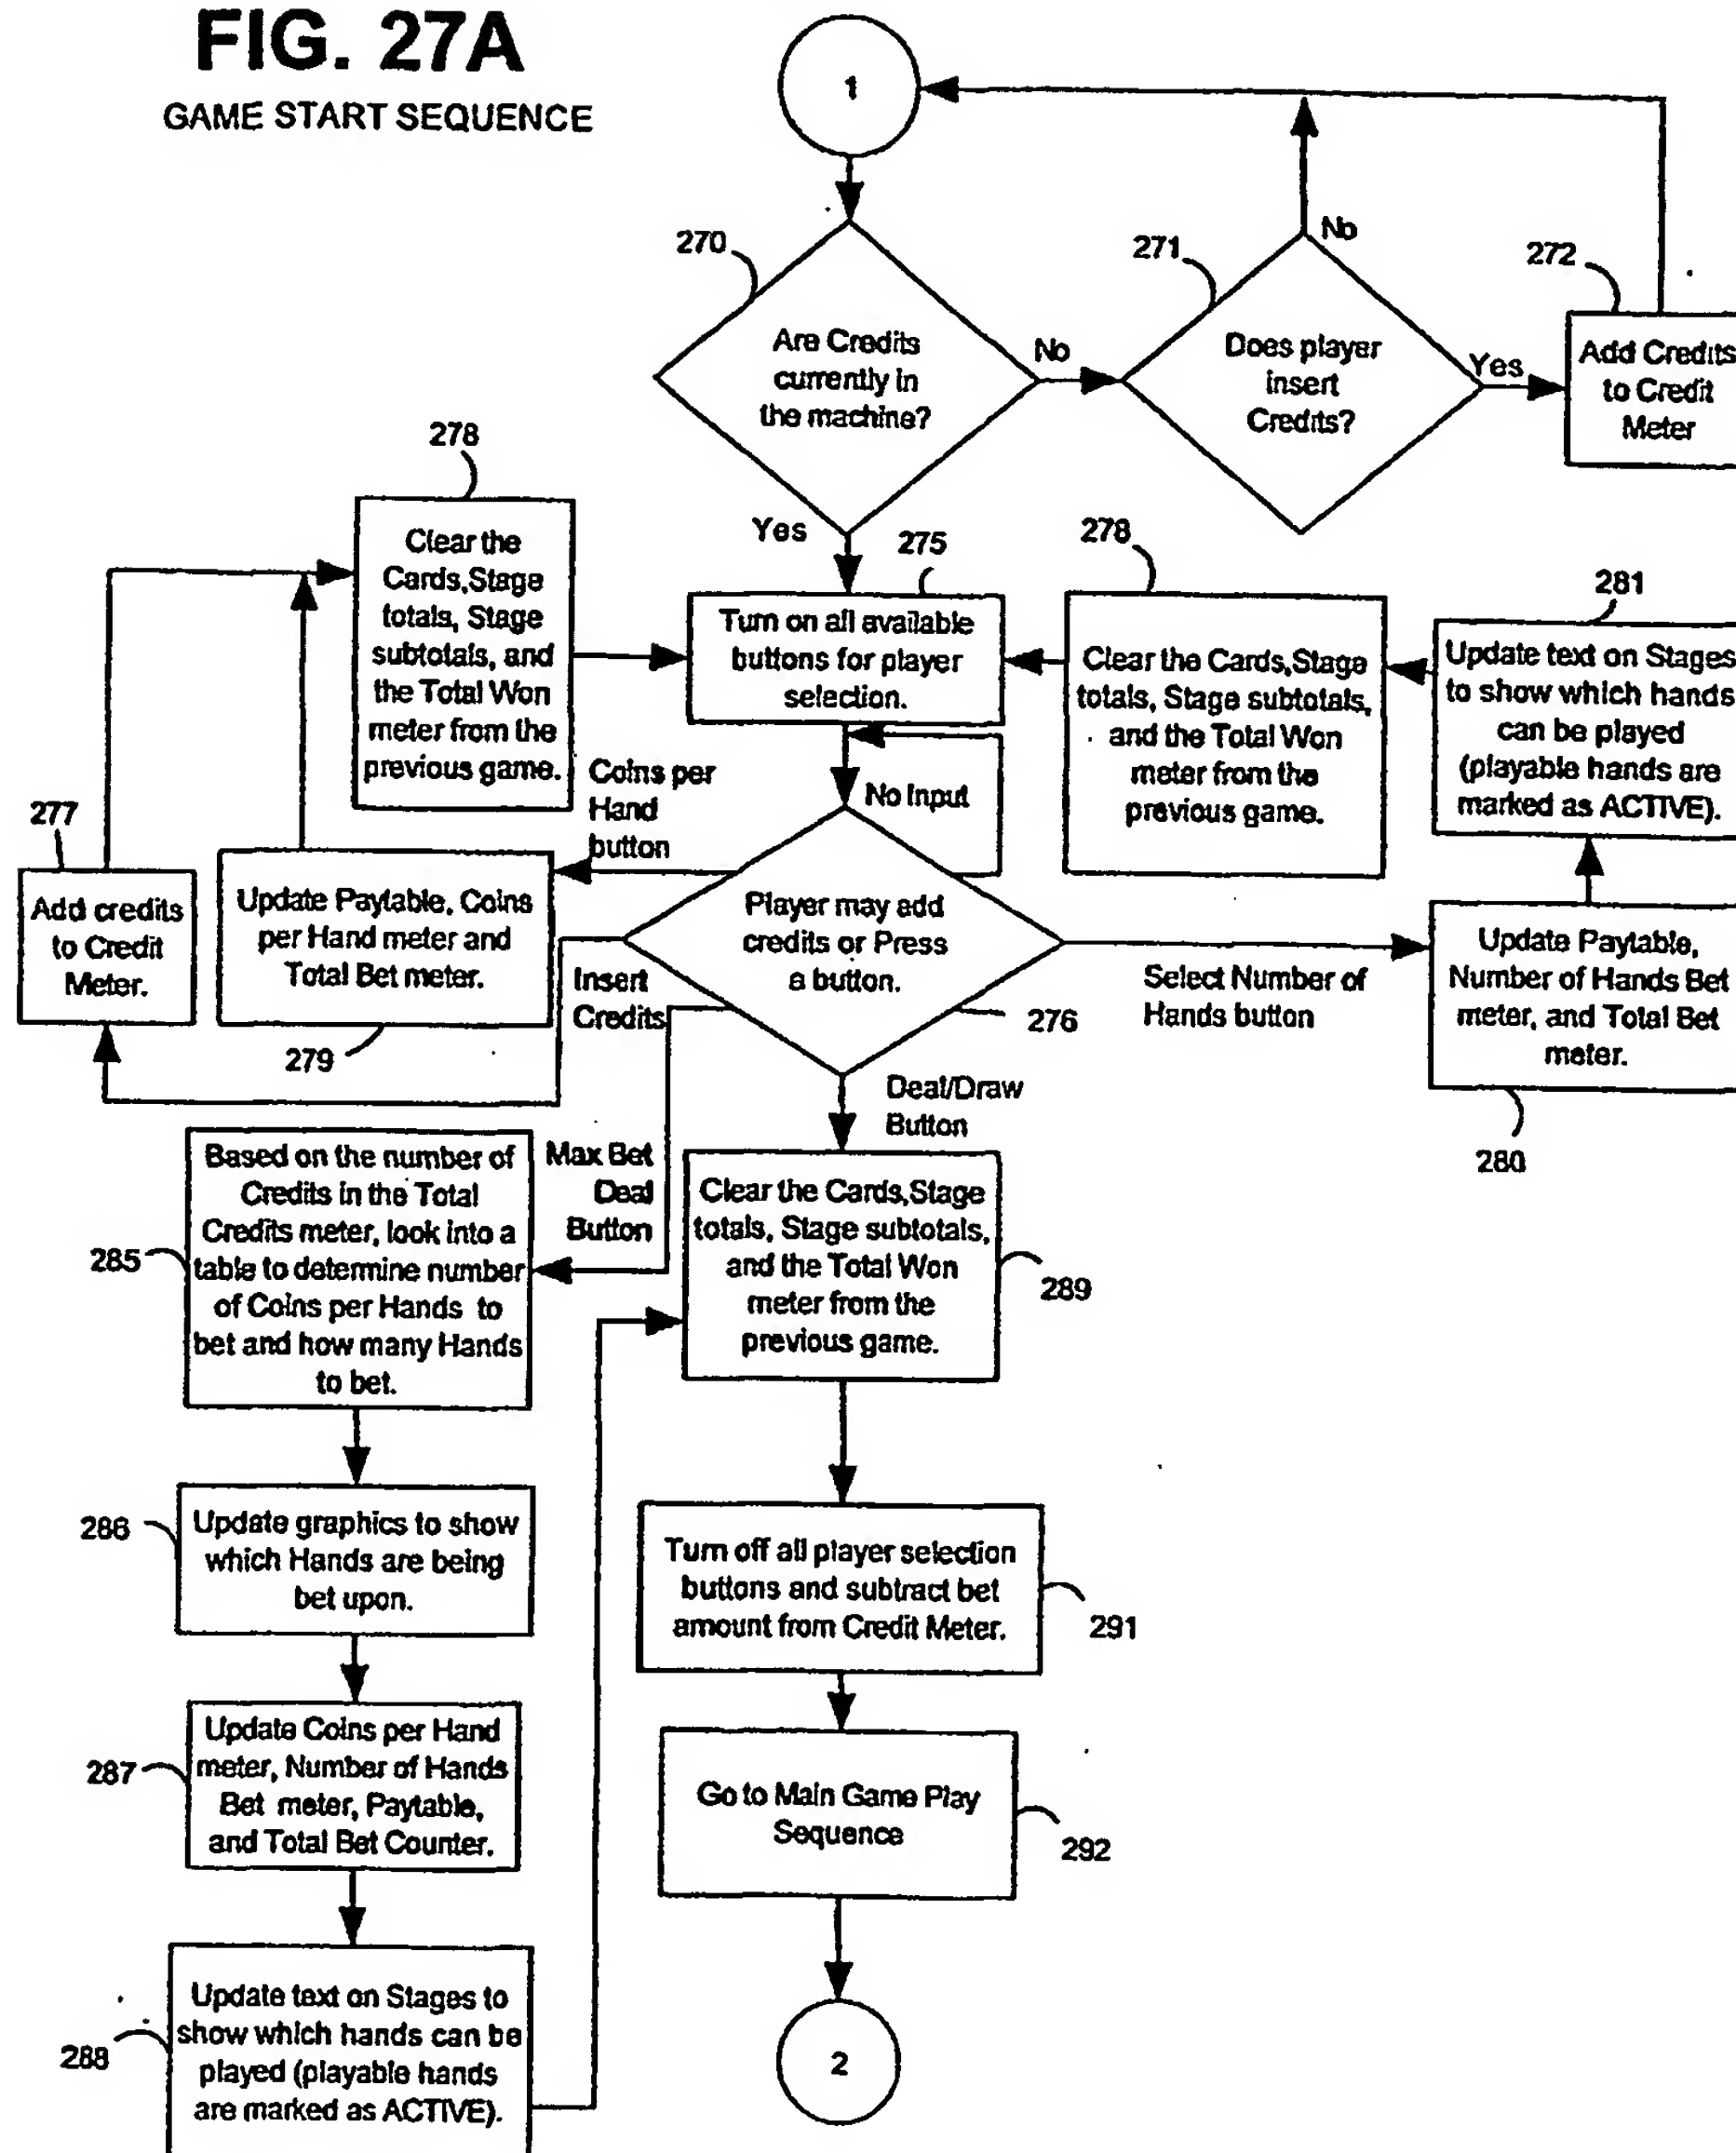 FIG. 27A
GAME START SEQUENCE
1
270
Are Credits
currently in
the machine?
No
271
Does player
insert
Credits?
No
Yes
272
Add Credits
to Credit
Meter
Yes
278
Clear the
Cards,Stage
totals, Stage
subtotals, and
the Total Won
meter from the
previous game.
275
Turn on all available
buttons for player
selection.
278
Clear the Cards,Stage
totals, Stage subtotals,
and the Total Won
meter from the
previous game.
281
Update text on Stages
to show which hands
can be played
(playable hands are
marked as ACTIVE).
No Input
Coins per
Hand
button
277
Add credits
to Credit
Meter.
Update Paytable, Coins
per Hand meter and
Total Bet meter.
279
Insert
Credits
Player may add
credits or Press
a button.
276
Select Number of
Hands button
Update Paytable,
Number of Hands Bet
meter, and Total Bet
meter.
280
Deal/Draw
Button
Max Bet
Deal
Button
285
Based on the number of
Credits in the Total
Credits meter, look into a
table to determine number
of Coins per Hands to
bet and how many Hands
to bet.
Clear the Cards,Stage
totals, Stage subtotals,
and the Total Won
meter from the
previous game.
289
286
Update graphics to show
which Hands are being
bet upon.
Turn off all player selection
buttons and subtract bet
amount from Credit Meter.
291
287
Update Coins per Hand
meter, Number of Hands
Bet meter, Paytable,
and Total Bet Counter.
Go to Main Game Play
Sequence
292
288
Update text on Stages to
show which hands can be
played (playable hands
are marked as ACTIVE).
2